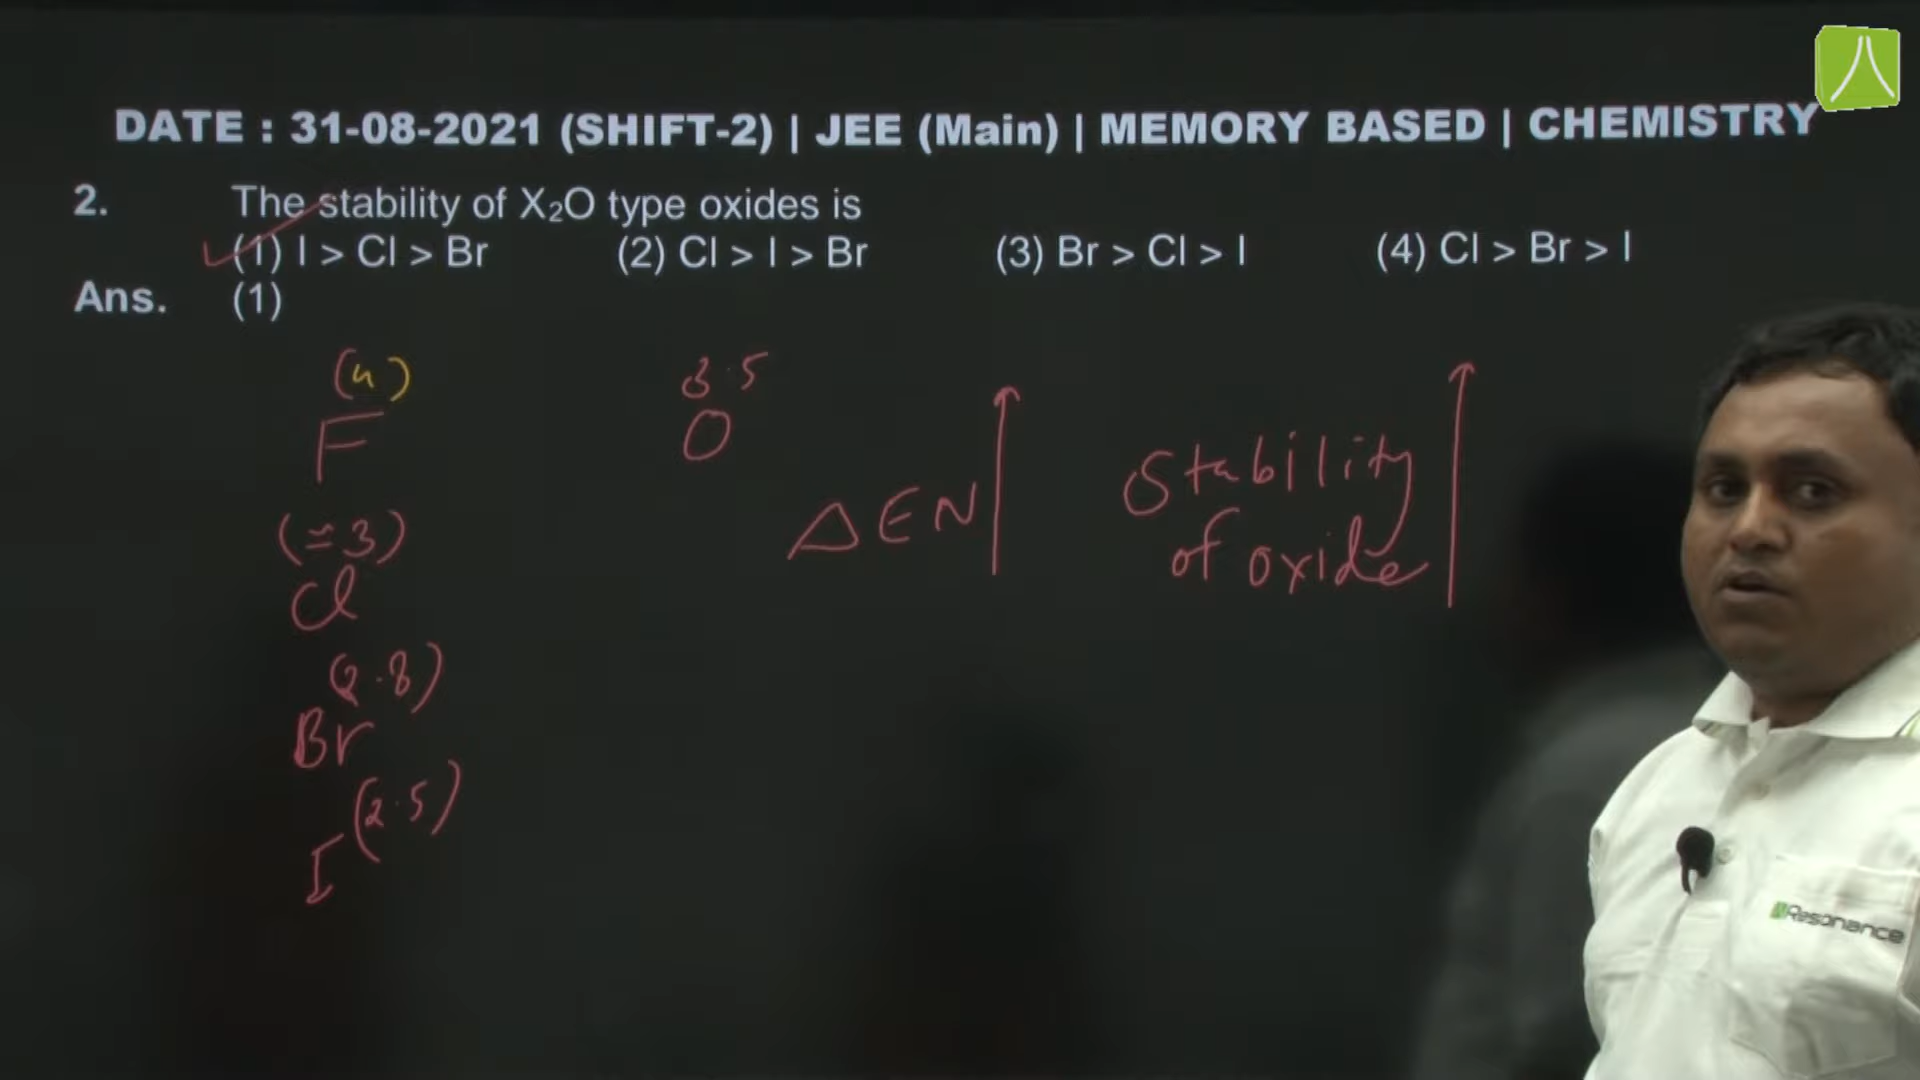 DATE : 31-08-2021 (SHIFT-2) | JEE (Main) | MEMORY BASED | CHEMISTRY
2. The stability of X₂O type oxides is
(1) I > Cl > Br (2) Cl > I > Br (3) Br > Cl > I (4) Cl > Br > I
Ans. (1)
(4) 3.5
F O
Stability
ΔEN
(≈3) of oxide
Cl
(2.8)
Br
(2.5)
I
Resonance